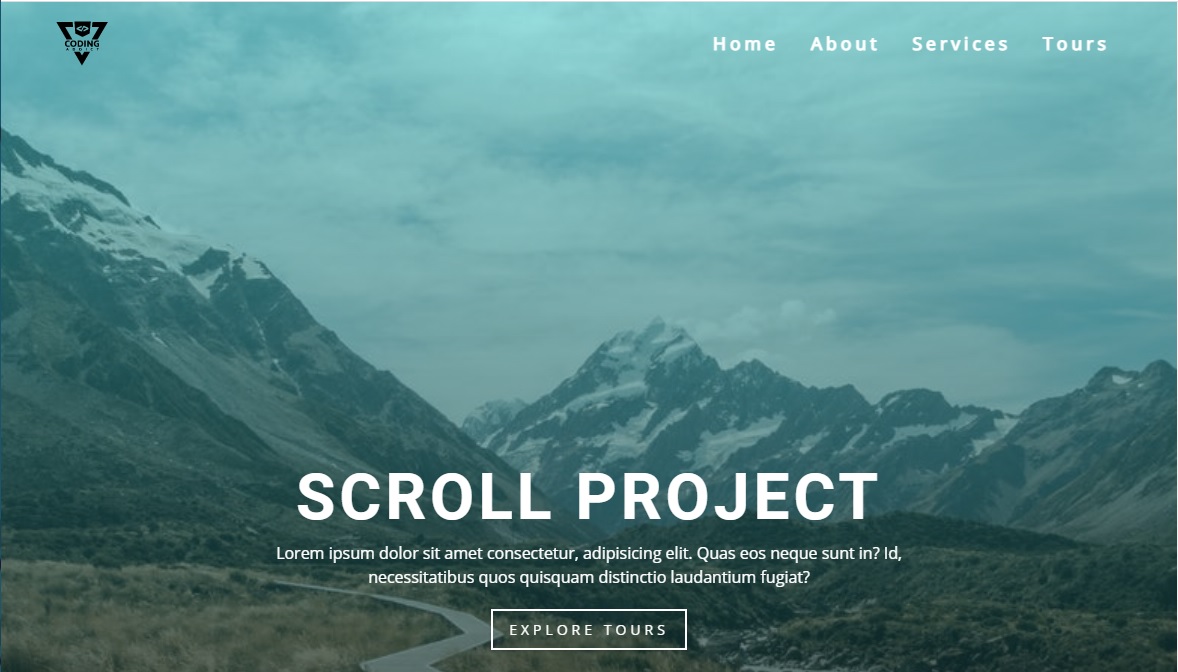 </>
CODING
ADDICT
Home About Services Tours
SCROLL PROJECT
Lorem ipsum dolor sit amet consectetur, adipisicing elit. Quas eos neque sunt in? Id,
necessitatibus quos quisquam distinctio laudantium fugiat?
EXPLORE TOURS